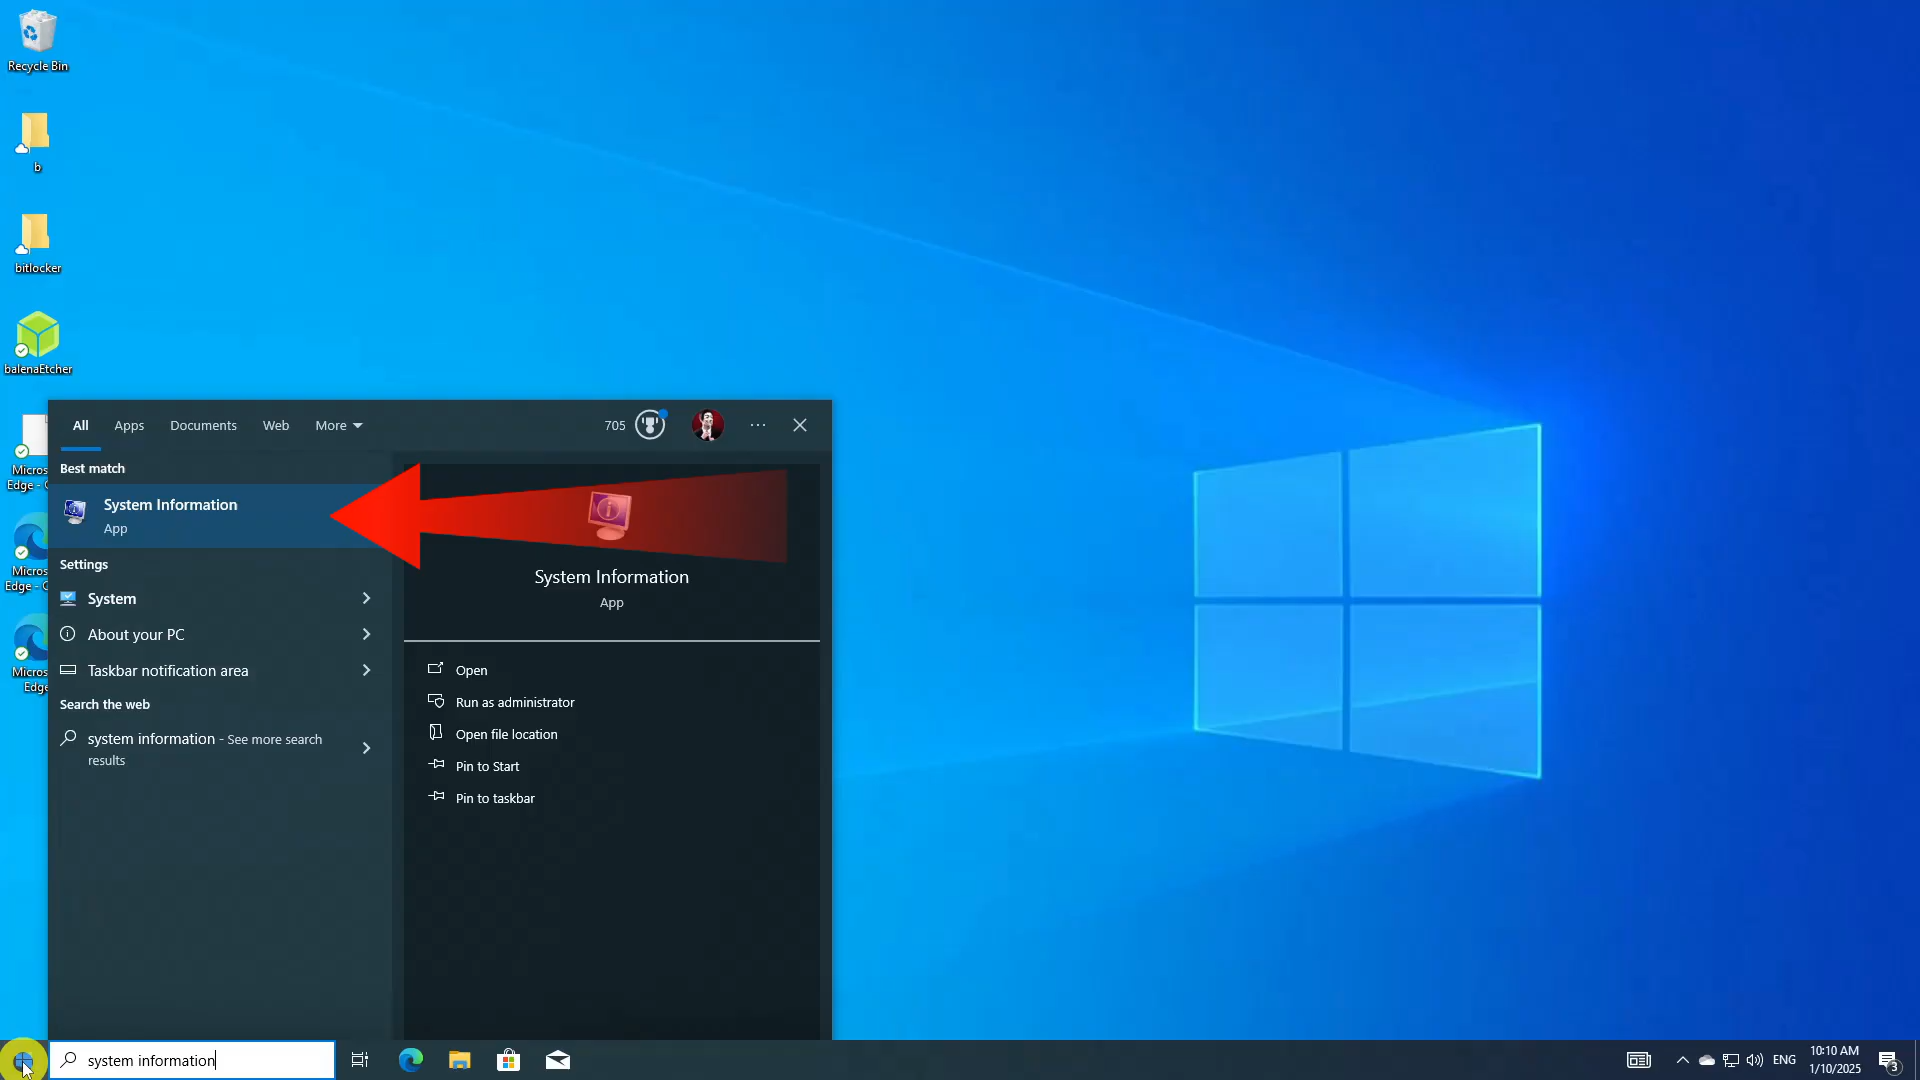 Recycle Bin
b
bitlocker
balenaEtcher
Micros
Edge - C
Micros
Edge - C
Micros
Edge
All
Apps
Documents
Web
More
705
Best match
System Information
App
Settings
System
About your PC
Taskbar notification area
Search the web
system information - See more search
results
System Information
App
Open
Run as administrator
Open file location
Pin to Start
Pin to taskbar
system information
ENG
10:10 AM
1/10/2025
3